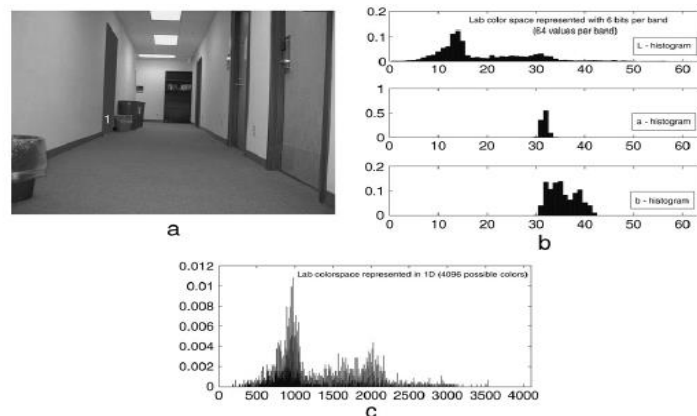 1
a
Lab color space represented with 6 bits per band
(64 values per band)
0.2
0.1
0
L - histogram
0 10 20 30 40 50 60
1
0.5
0
a - histogram
0 10 20 30 40 50 60
0.2
0.1
0
b - histogram
0 10 20 30 40 50 60
b
Lab colorspace represented in 1D (4096 possible colors)
0.012
0.01
0.008
0.006
0.004
0.002
0
0 500 1000 1500 2000 2500 3000 3500 4000
c